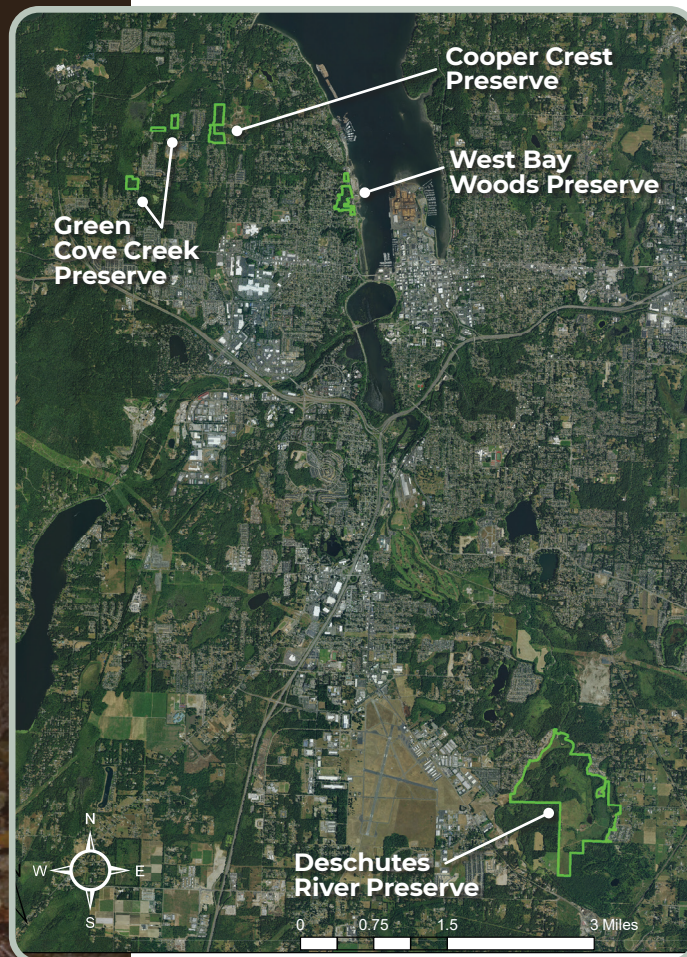 Cooper Crest
Preserve
West Bay
Woods Preserve
Green
Cove Creek
Preserve
Deschutes
River Preserve
N
W E
S
0 0.75 1.5 3 Miles